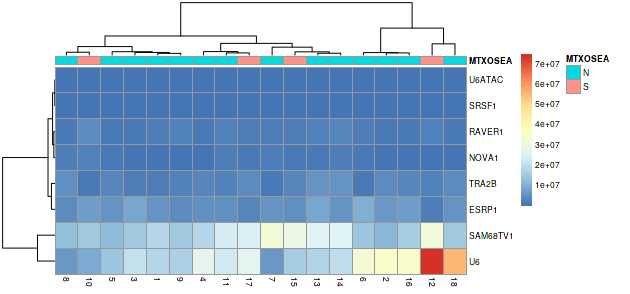 MTXOSEA
U6ATAC
SRSF1
RAVER1
NOVA1
TRA2B
ESRP1
SAM68TV1
U6
8 10 5 3 1 9 4 11 17 7 15 13 14 6 2 16 12 18
7e+07
6e+07
5e+07
4e+07
3e+07
2e+07
1e+07
MTXOSEA
N
S